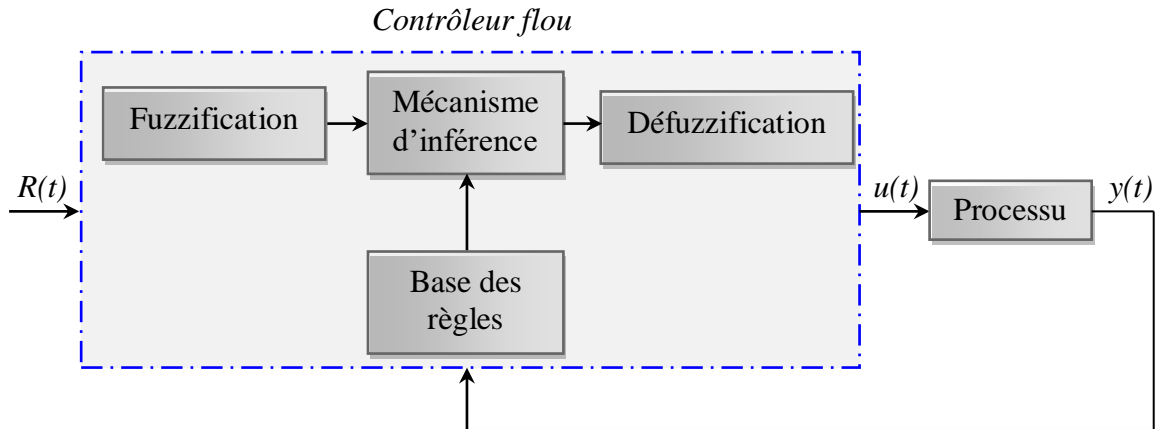 Contrôleur flou
Fuzzification
Mécanisme
d’inférence
Défuzzification
R(t)
u(t)
Processu
y(t)
Base des
règles